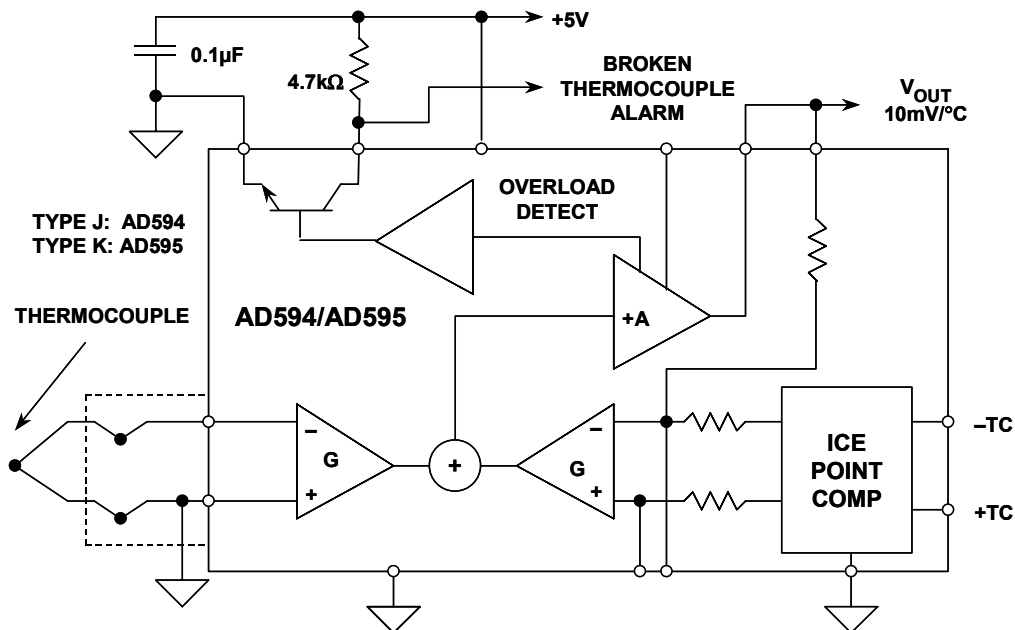 +5V
0.1µF
4.7kΩ
BROKEN
THERMOCOUPLE
ALARM
VOUT
10mV/°C
OVERLOAD
DETECT
TYPE J: AD594
TYPE K: AD595
THERMOCOUPLE
AD594/AD595
+A
–
G
+
+
–
G
+
ICE
POINT
COMP
–TC
+TC